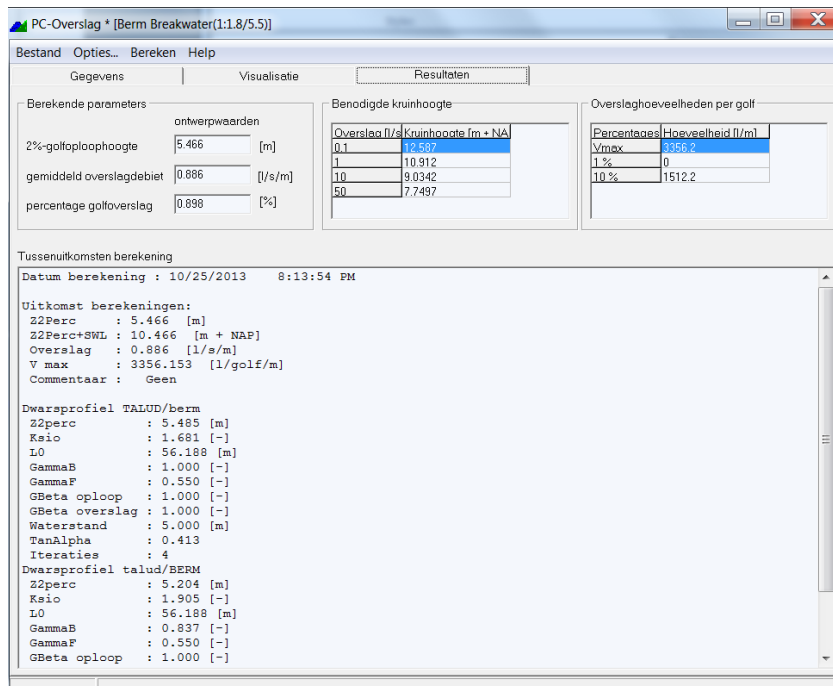 PC-Overslag * [Berm Breakwater(1:1.8/5.5)]
Bestand Opties... Bereken Help
Gegevens Visualisatie Resultaten
Berekende parameters
ontwerpwaarden
2%-golfoploophoogte 5.466 [m]
gemiddeld overslagdebiet 0.886 [l/s/m]
percentage golfoverslag 0.898 [%]
Benodigde kruinhoogte
Overslag [l/s Kruinhoogte [m + NA
0.1 12.587
1 10.912
10 9.0342
50 7.7497
Overslaghoeveelheden per golf
Percentages Hoeveelheid [l/m]
Vmax 3356.2
1 % 0
10 % 1512.2
Tussenuitkomsten berekening
Datum berekening : 10/25/2013 8:13:54 PM
Uitkomst berekeningen:
Z2Perc : 5.466 [m]
Z2Perc+SWL : 10.466 [m + NAP]
Overslag : 0.886 [l/s/m]
V max : 3356.153 [l/golf/m]
Commentaar : Geen
Dwarsprofiel TALUD/berm
Z2perc : 5.485 [m]
Ksio : 1.681 [-]
L0 : 56.188 [m]
GammaB : 1.000 [-]
GammaF : 0.550 [-]
GBeta oploop : 1.000 [-]
GBeta overslag : 1.000 [-]
Waterstand : 5.000 [m]
TanAlpha : 0.413
Iteraties : 4
Dwarsprofiel talud/BERM
Z2perc : 5.204 [m]
Ksio : 1.905 [-]
L0 : 56.188 [m]
GammaB : 0.837 [-]
GammaF : 0.550 [-]
GBeta oploop : 1.000 [-]